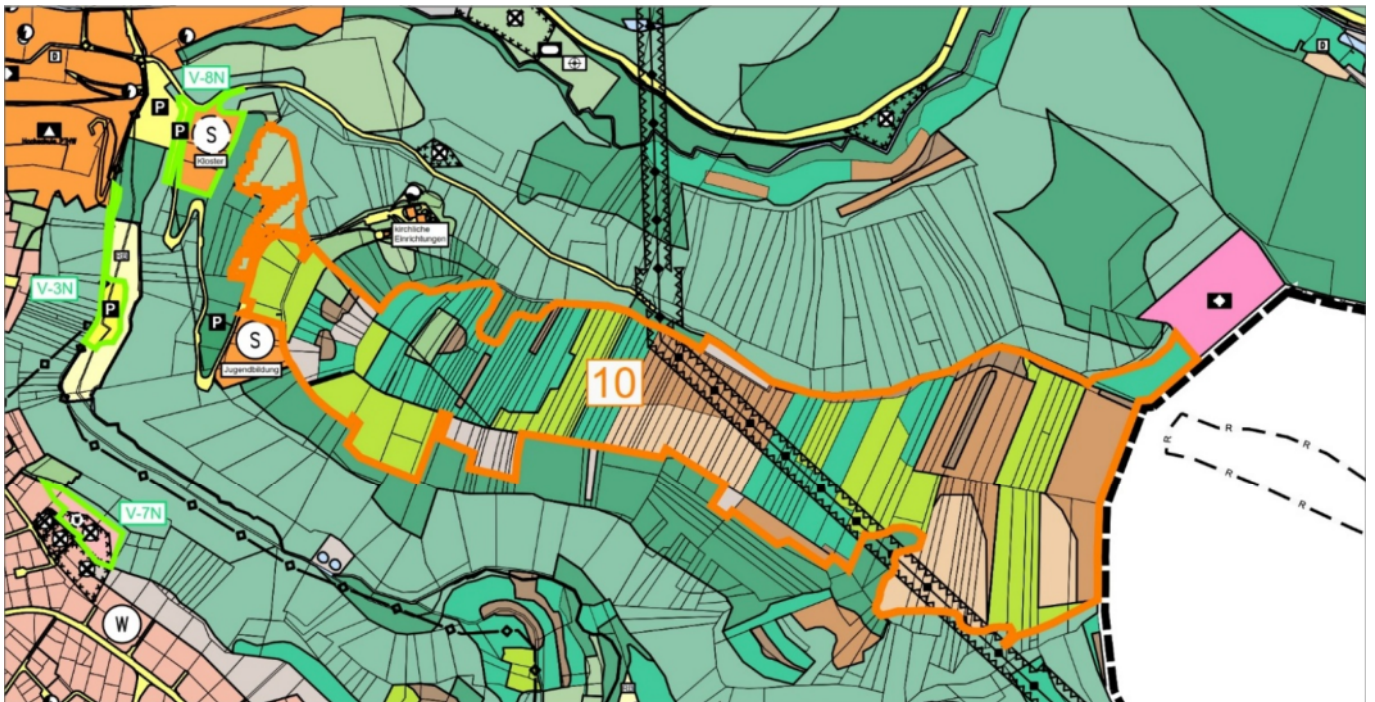 D
D
V-8N
P
P
S
Kloster
kirchliche
Einrichtungen
V-3N
P
P
S
Jugendbildung
10
R
R
R
R
R
V-7N
W